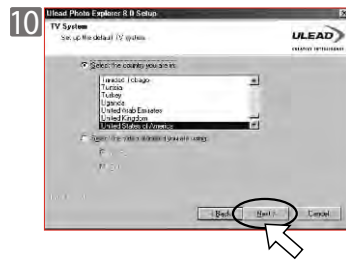 10
Ulead Photo Explorer 8.0 Setup
TV System
Set up the default TV system
ULEAD
Select the country you are in:
Trinidad Tobago
Tunisia
Turkey
Uganda
United Arab Emirates
United Kingdom
United States of America
< Back
Next >
Cancel